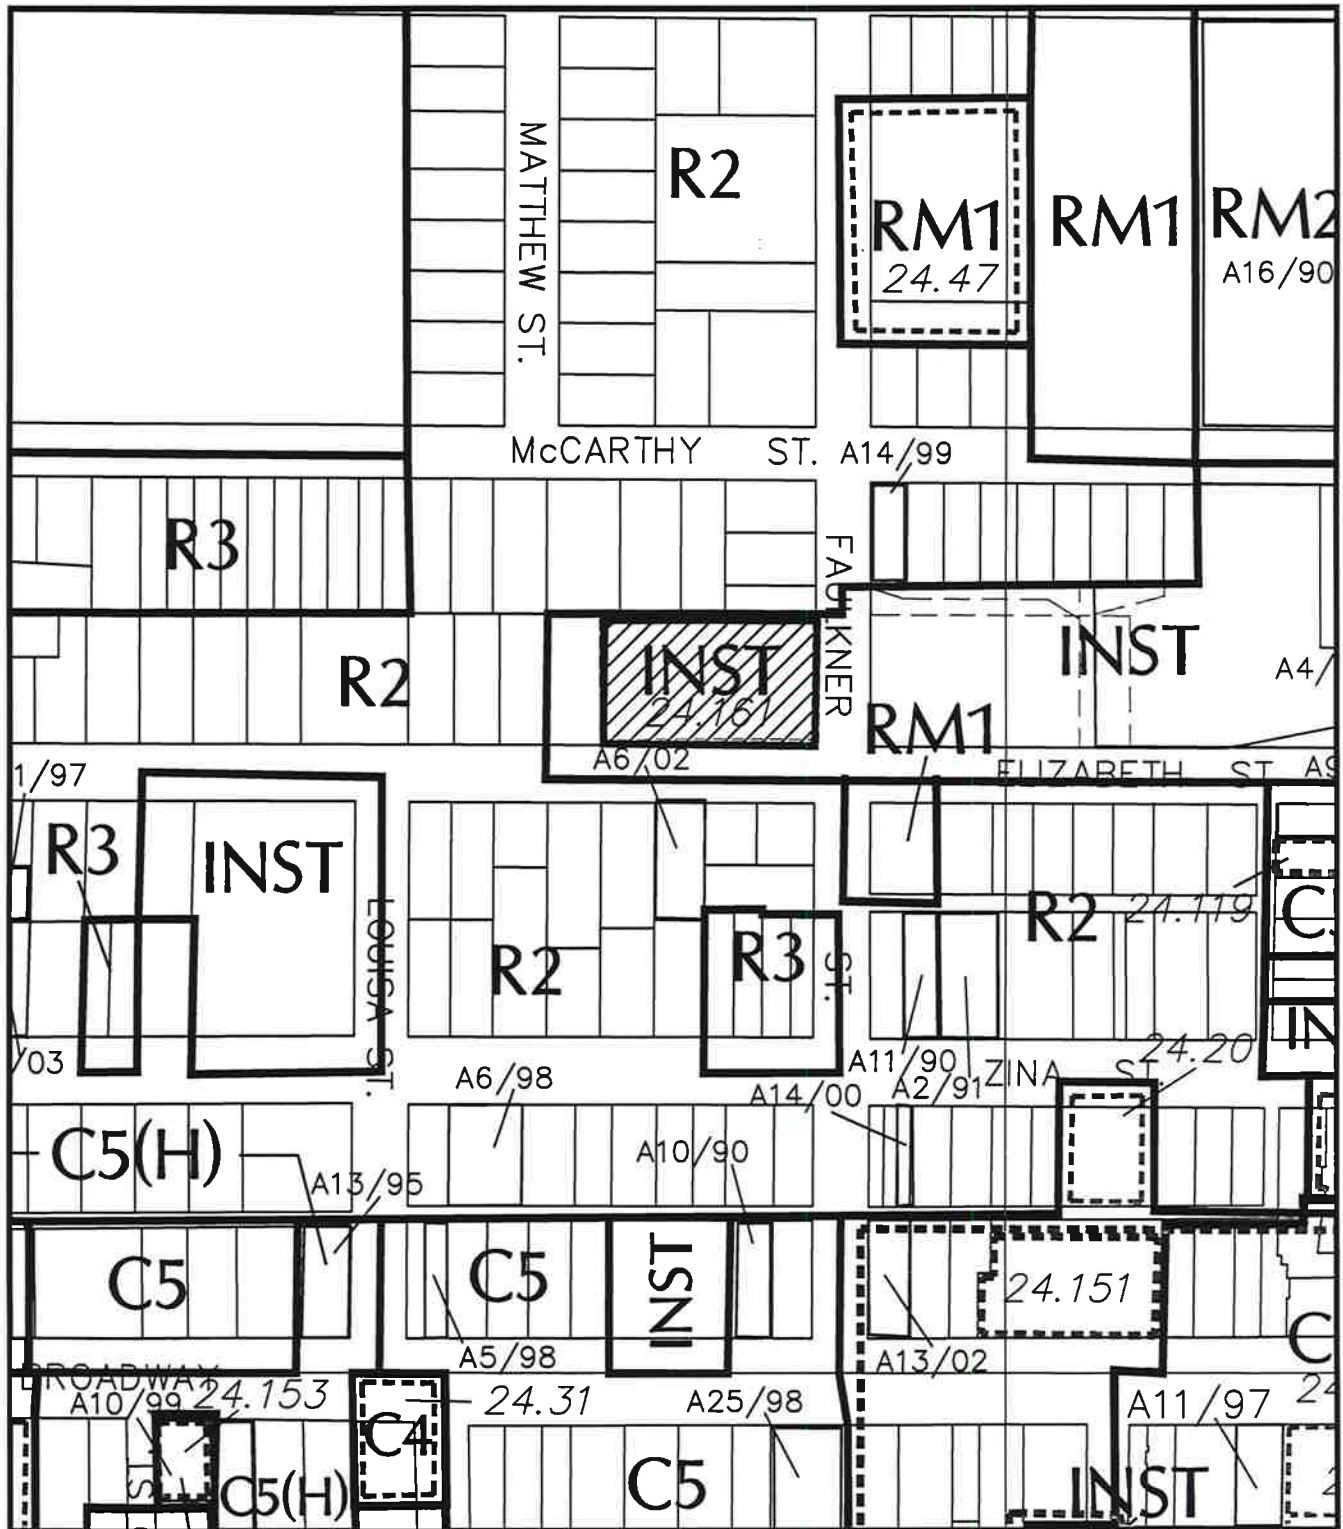 MATTHEW ST.
R2
RM1
24.47
RM1
RM2
A16/90
McCARTHY ST.
A14/99
R3
FAULKNER
INST
24.161
INST
R2
A4/
RM1
A6/02
ELIZABETH ST
1/97
R3
INST
LOUISA ST.
R2
R3
ST.
R2
24.119
C
IN
/03
A6/98
A11/90
A2/91
ZINA ST.
24.20
A14/00
C5(H)
A13/95
A10/90
C5
C5
INST
24.151
C
A5/98
A13/02
BROADWAY
A10/99
24.153
ST
C4
24.31
A25/98
A11/97
24
C5(H)
C5
INST
2